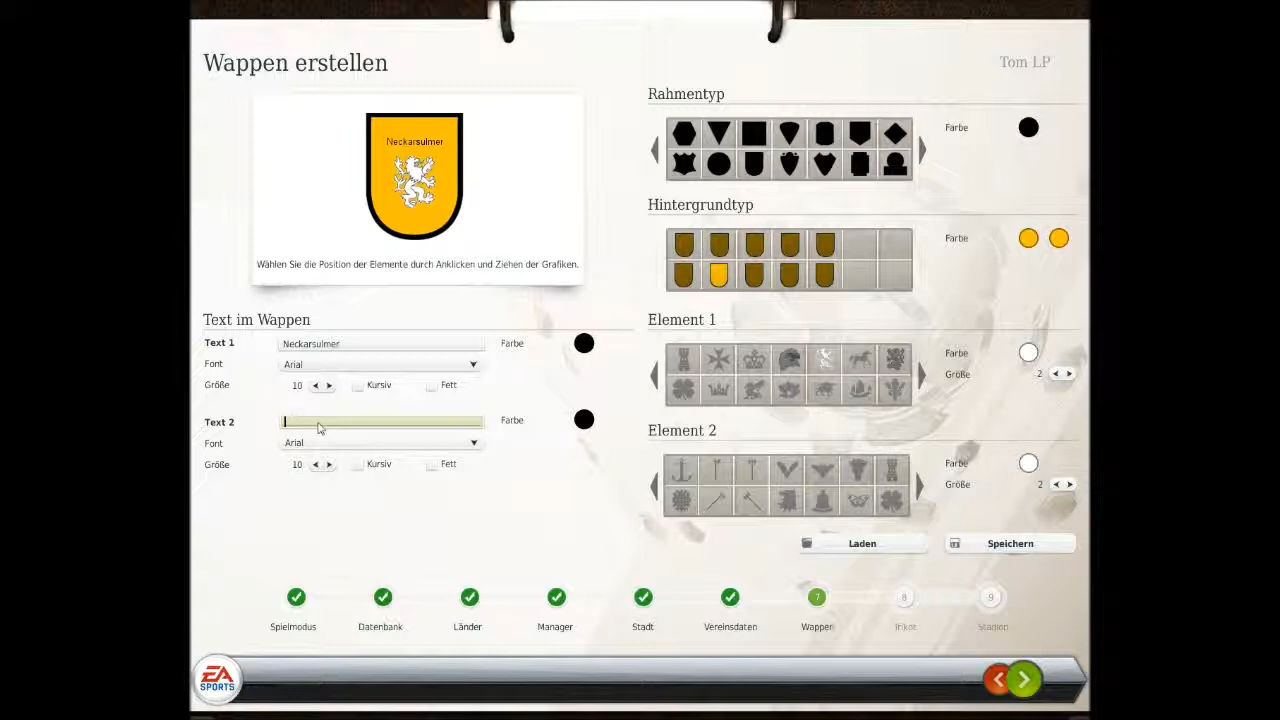 Wappen erstellen
Tom LP
Neckarsulmer
Wählen Sie die Position der Elemente durch Anklicken und Ziehen der Grafiken.
Text im Wappen
Text 1
Neckarsulmer
Farbe
Font
Arial
Größe
10
Kursiv
Fett
Text 2
Farbe
Font
Arial
Größe
10
Kursiv
Fett
Rahmentyp
Farbe
Hintergrundtyp
Farbe
Element 1
Farbe
Größe
2
Element 2
Farbe
Größe
2
Laden
Speichern
7
8
9
Spielmodus
Datenbank
Länder
Manager
Stadt
Vereinsdaten
Wappen
Trikot
Stadion
EA
SPORTS